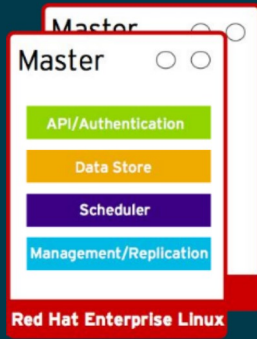 Master
Master
API/Authentication
Data Store
Scheduler
Management/Replication
Red Hat Enterprise Linux